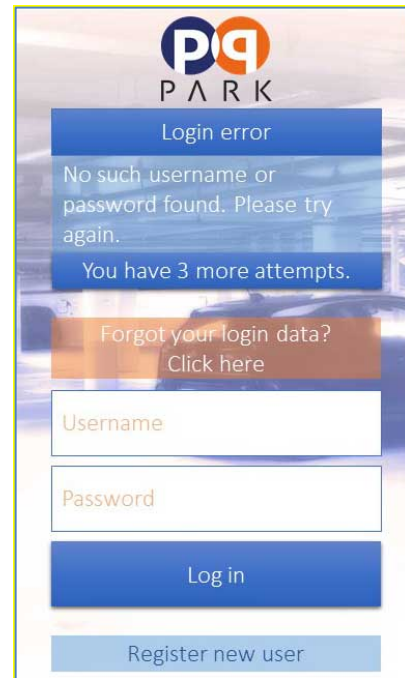 pq
PARK
Login error
No such username or
password found. Please try
again.
You have 3 more attempts.
Forgot your login data?
Click here
Username
Password
Log in
Register new user